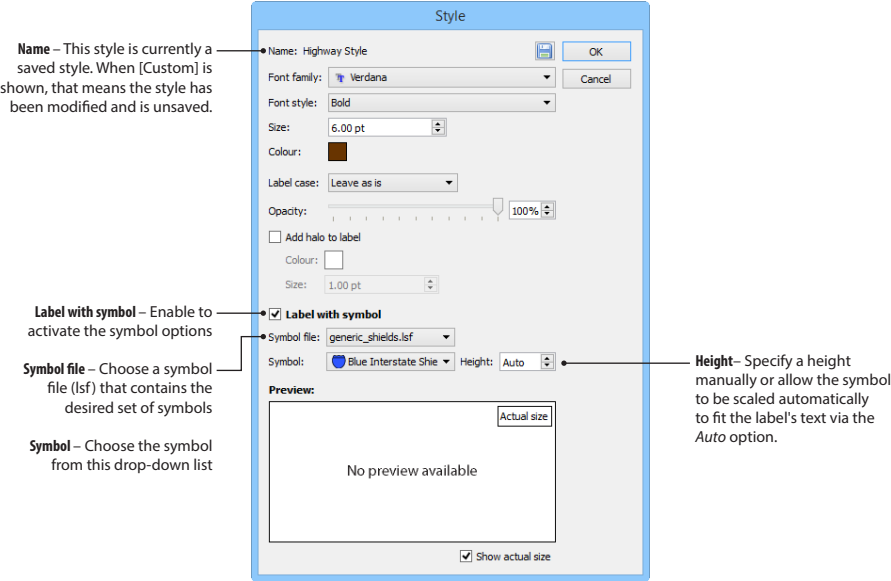 Style
Name – This style is currently a
saved style. When [Custom] is
shown, that means the style has
been modified and is unsaved.
Name: Highway Style
OK
Font family: Verdana
Cancel
Font style: Bold
Size: 6.00 pt
Colour:
Label case: Leave as is
Opacity: 100%
Add halo to label
Colour:
Size: 1.00 pt
Label with symbol – Enable to
activate the symbol options
Label with symbol
Symbol file: generic_shields.lsf
Symbol file – Choose a symbol
file (lsf) that contains the
desired set of symbols
Symbol: Blue Interstate Shie Height: Auto
Height– Specify a height
manually or allow the symbol
to be scaled automatically
to fit the label's text via the
Auto option.
Symbol – Choose the symbol
from this drop-down list
Preview:
Actual size
No preview available
Show actual size